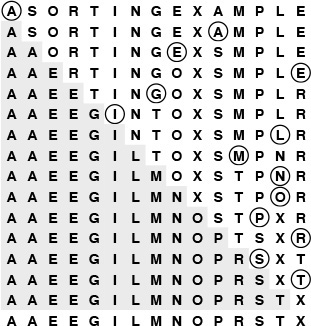 A S O R T I N G E X A M P L E
A S O R T I N G E X A M P L E
A A O R T I N G E X S M P L E
A A E R T I N G O X S M P L E
A A E E T I N G O X S M P L R
A A E E G I N T O X S M P L R
A A E E G I N T O X S M P L R
A A E E G I L T O X S M P N R
A A E E G I L M O X S T P N R
A A E E G I L M N X S T P O R
A A E E G I L M N O S T P X R
A A E E G I L M N O P T S X R
A A E E G I L M N O P R S X T
A A E E G I L M N O P R S X T
A A E E G I L M N O P R S T X
A A E E G I L M N O P R S T X